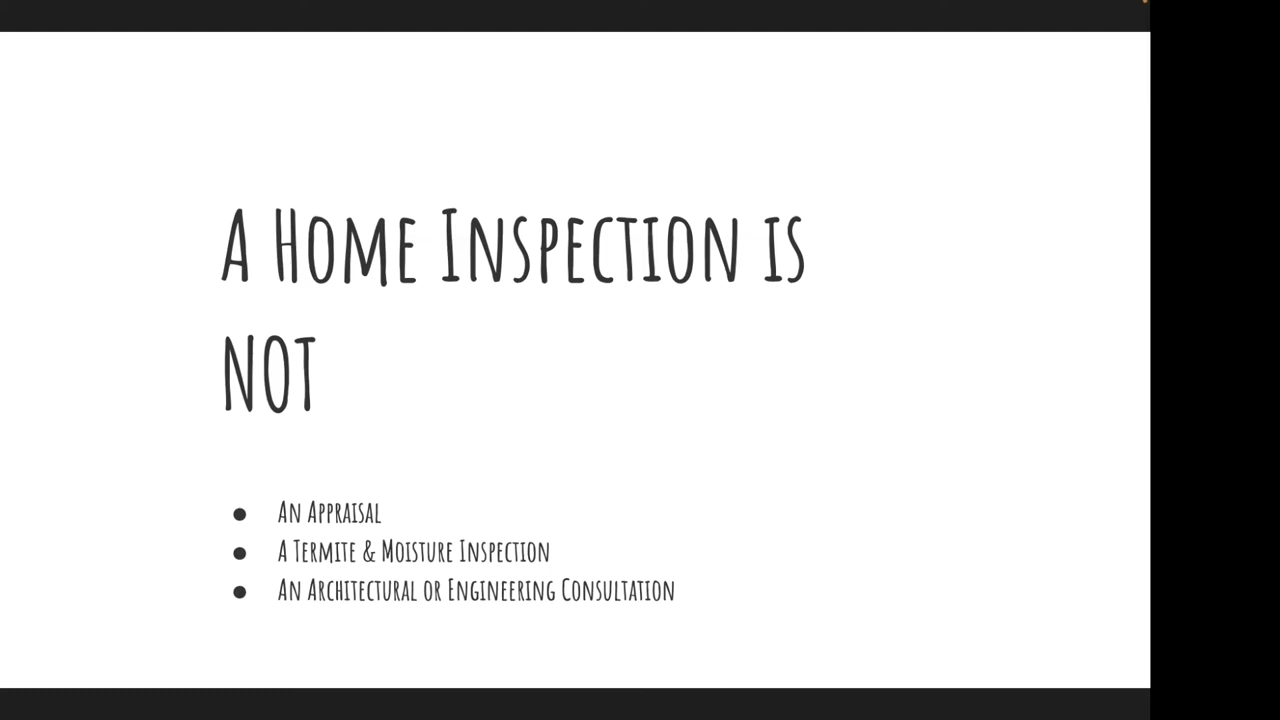 A Home Inspection is
NOT
● An Appraisal
● A Termite & Moisture Inspection
● An Architectural or Engineering Consultation